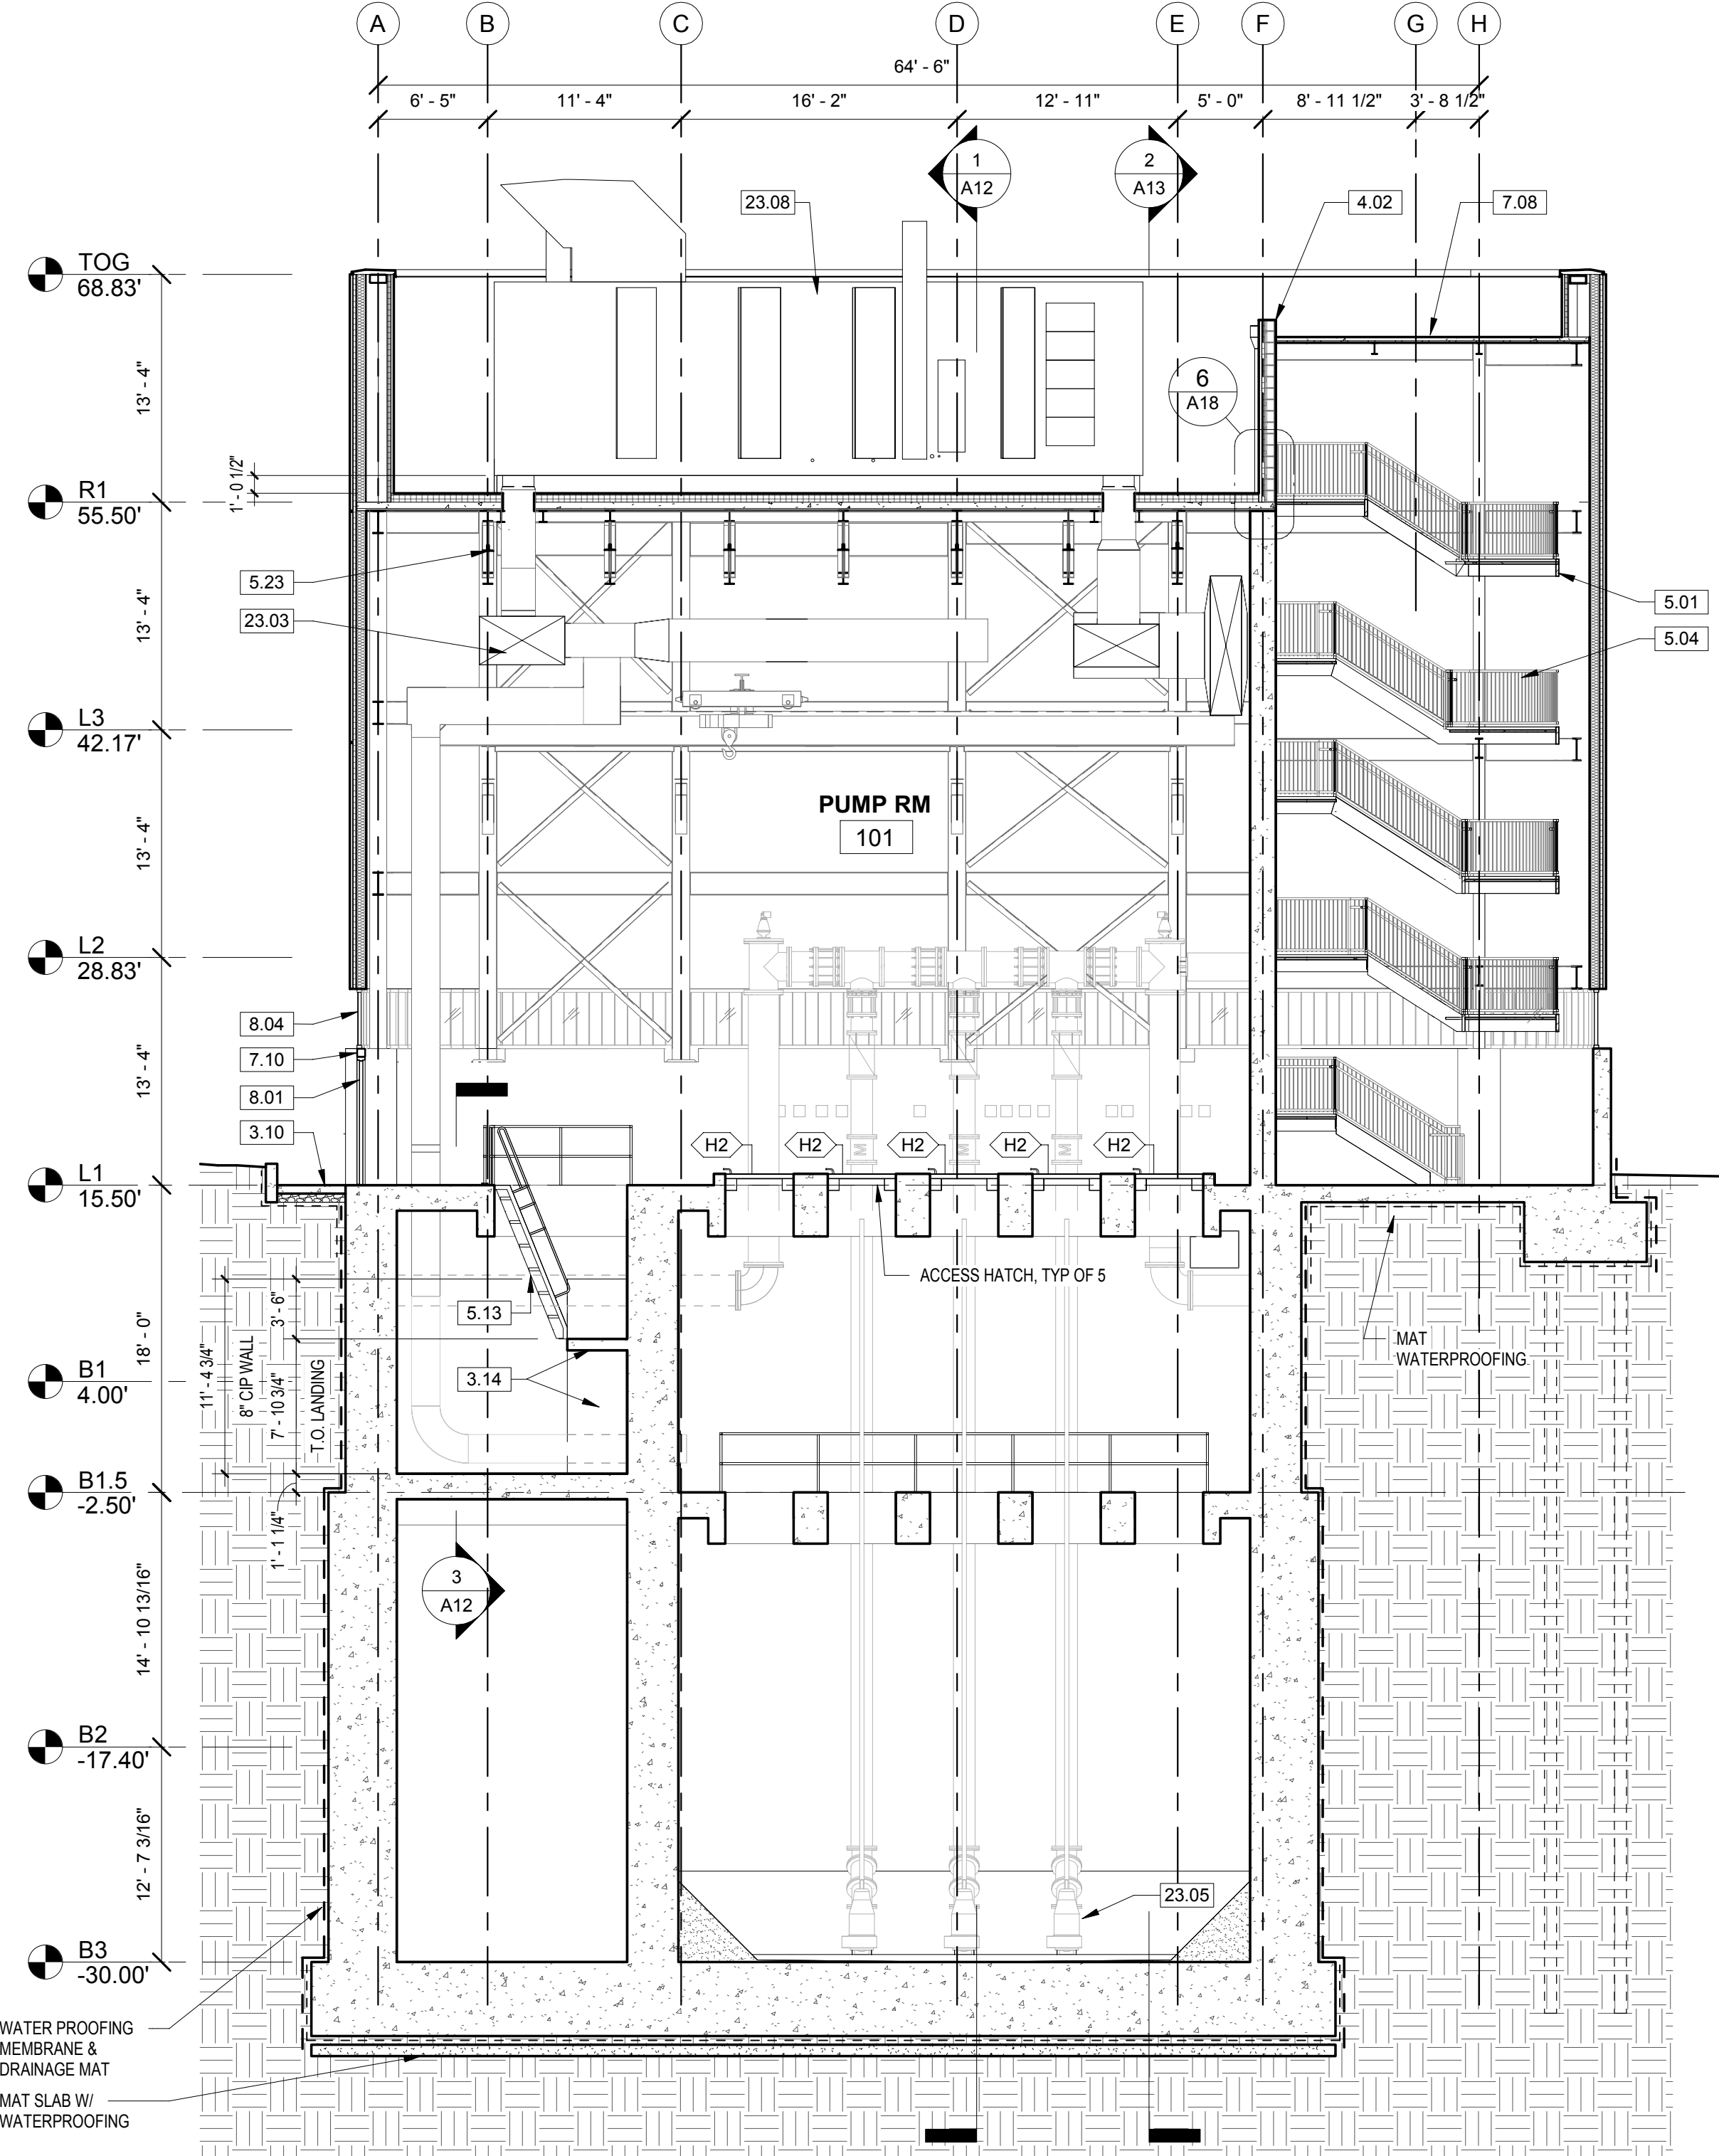 A B C D E F G H
64' - 6"
6' - 5" 11' - 4" 16' - 2" 12' - 11" 5' - 0" 8' - 11 1/2" 3' - 8 1/2"
1
A12
2
A13
23.08
4.02
7.08
TOG
68.83'
13' - 4"
6
A18
1' - 0 1/2"
R1
55.50'
5.23
23.03
13' - 4"
5.01
5.04
L3
42.17'
PUMP RM
101
13' - 4"
L2
28.83'
8.04
7.10
8.01
3.10
13' - 4"
H2 H2 H2 H2 H2
L1
15.50'
ACCESS HATCH, TYP OF 5
5.13
3.14
MAT
WATERPROOFING
18' - 0"
11' - 4 3/4"
8" CIP WALL
3' - 6"
7' - 10 3/4"
T.O. LANDING
B1
4.00'
B1.5
-2.50'
1' - 1 1/4"
3
A12
14' - 10 13/16"
B2
-17.40'
12' - 7 3/16"
23.05
B3
-30.00'
WATER PROOFING
MEMBRANE &
DRAINAGE MAT
MAT SLAB W/
WATERPROOFING
M M M